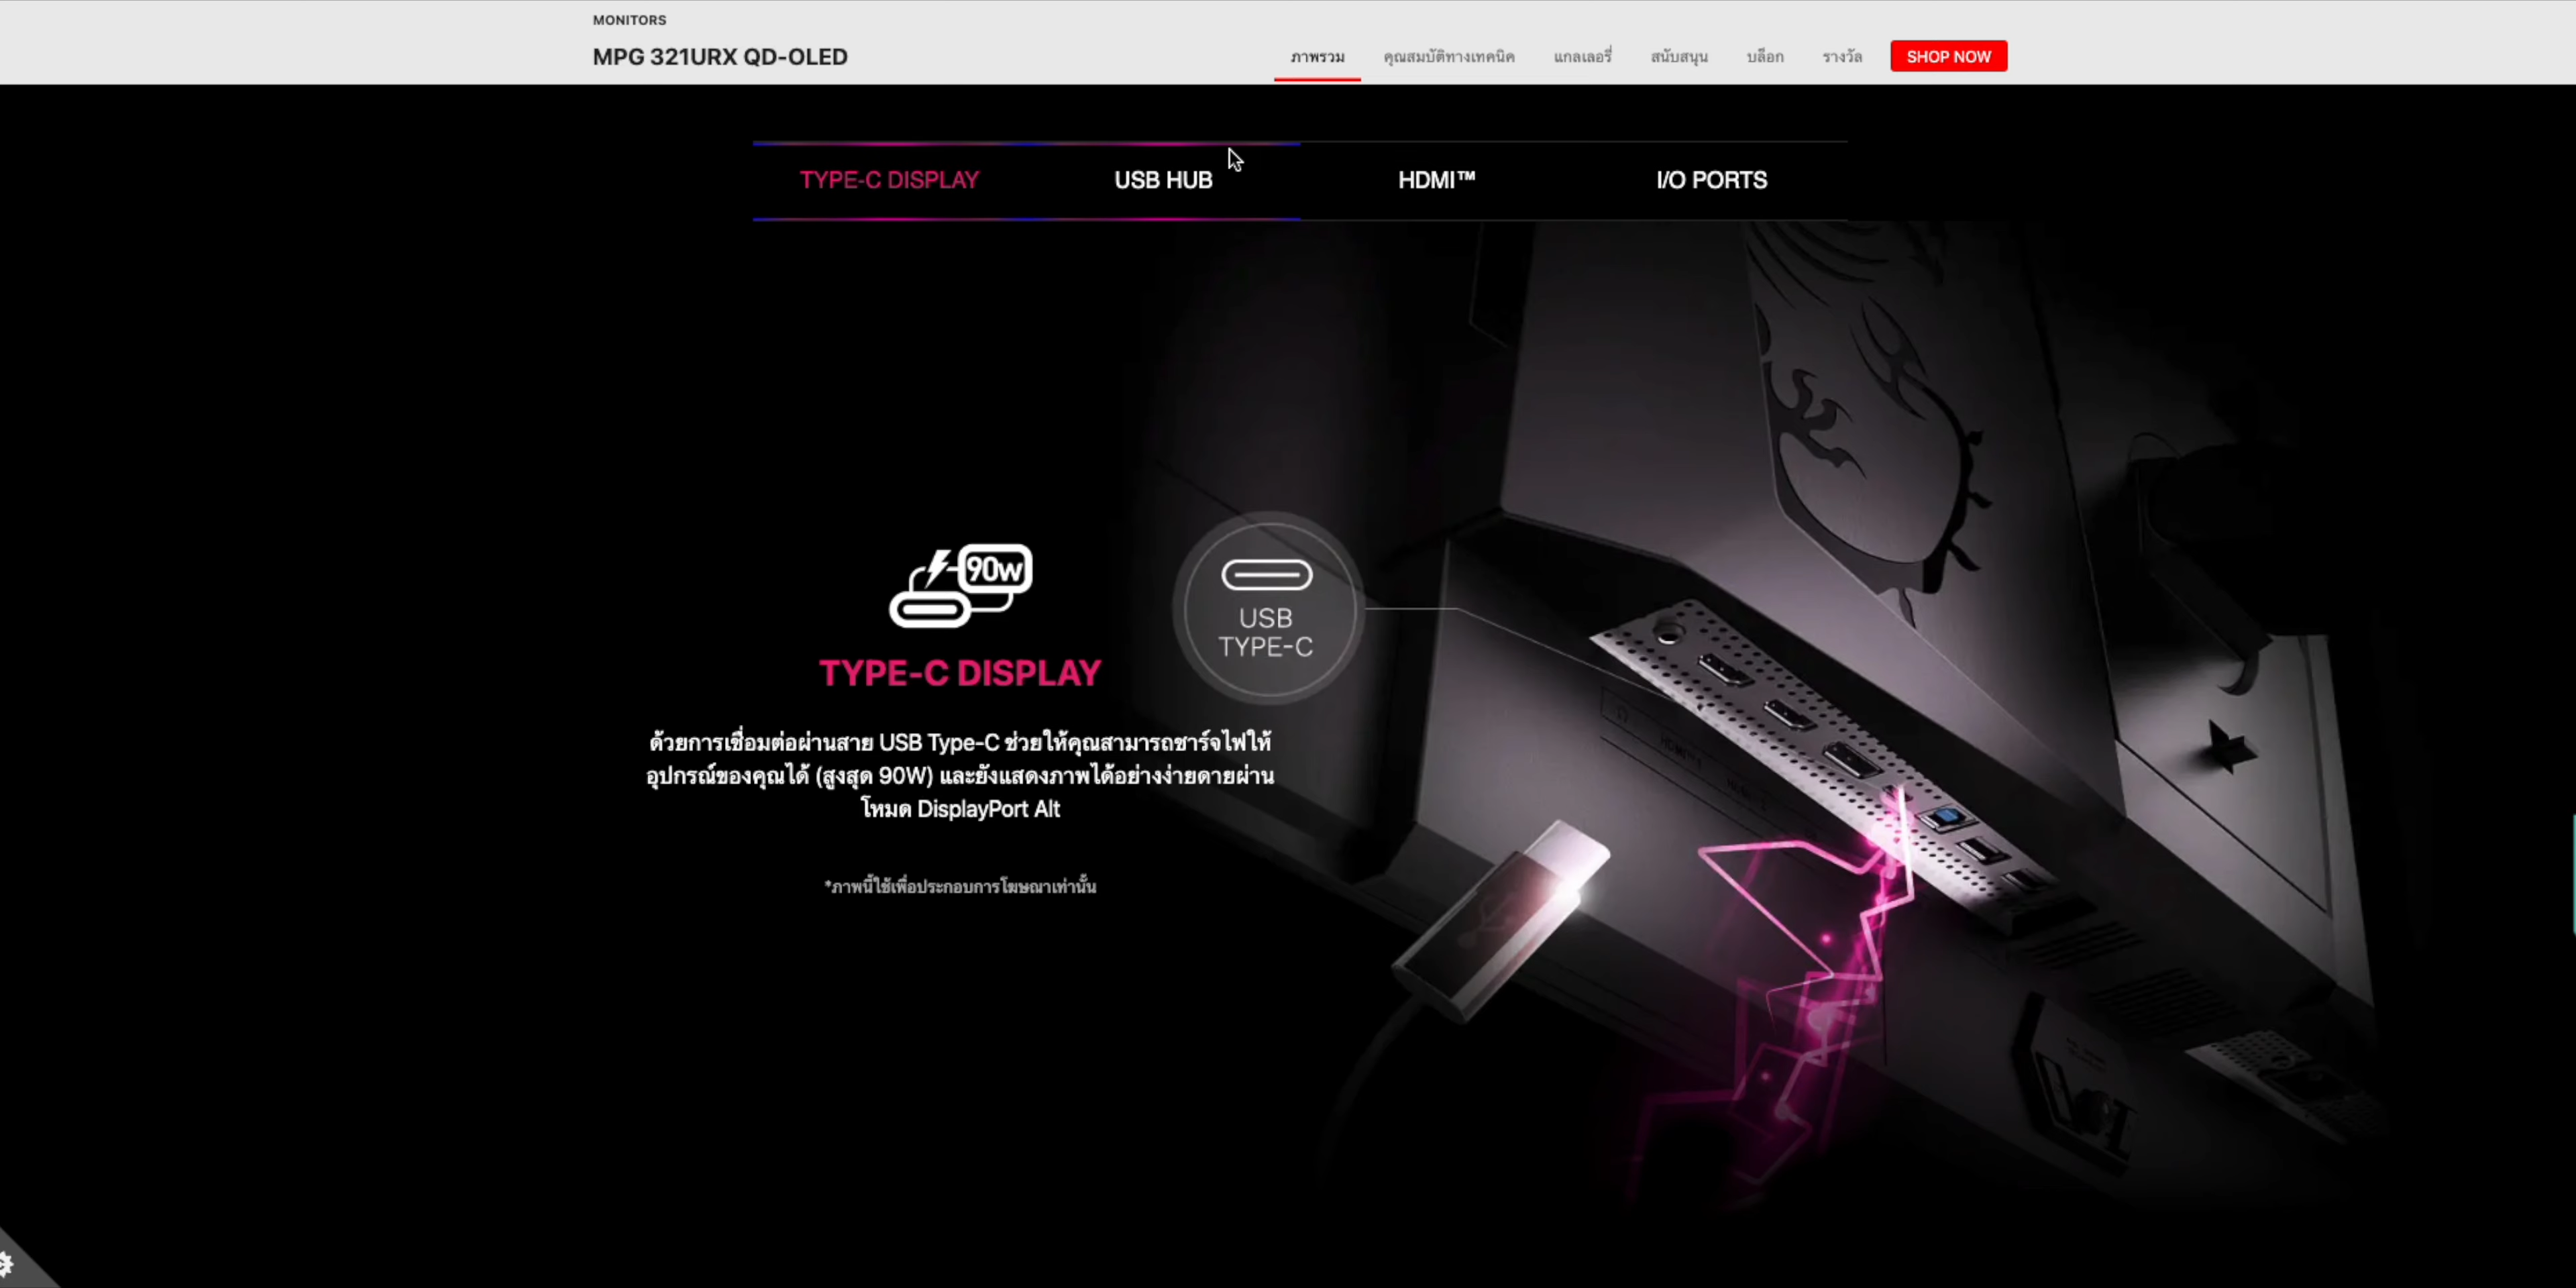 MONITORS
MPG 321URX QD-OLED
ภาพรวม คุณสมบัติทางเทคนิค แกลเลอรี่ สนับสนุน บล็อก รางวัล SHOP NOW
TYPE-C DISPLAY USB HUB HDMI™ I/O PORTS
90w
USB
TYPE-C
TYPE-C DISPLAY
ด้วยการเชื่อมต่อผ่านสาย USB Type-C ช่วยให้คุณสามารถชาร์จไฟให้
อุปกรณ์ของคุณได้ (สูงสุด 90W) และยังแสดงภาพได้อย่างง่ายดายผ่าน
โหมด DisplayPort Alt
*ภาพนี้ใช้เพื่อประกอบการโฆษณาเท่านั้น